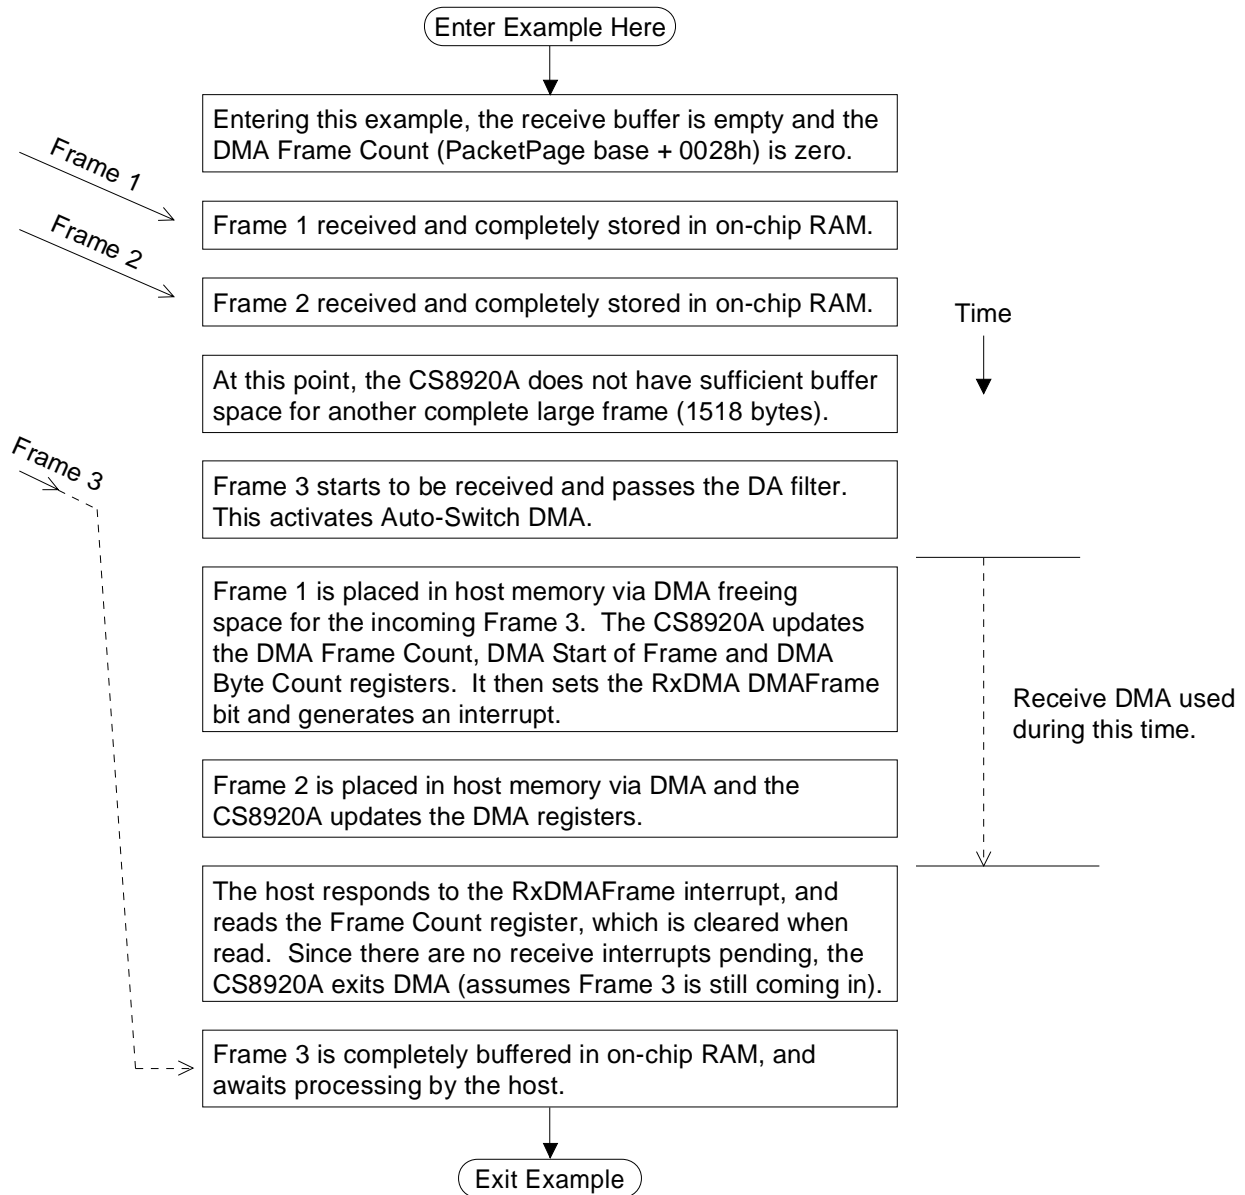 Enter Example Here
Entering this example, the receive buffer is empty and the
DMA Frame Count (PacketPage base + 0028h) is zero.
Frame 1
Frame 1 received and completely stored in on-chip RAM.
Frame 2
Frame 2 received and completely stored in on-chip RAM.
Time
At this point, the CS8920A does not have sufficient buffer
space for another complete large frame (1518 bytes).
Frame 3
Frame 3 starts to be received and passes the DA filter.
This activates Auto-Switch DMA.
Frame 1 is placed in host memory via DMA freeing
space for the incoming Frame 3.  The CS8920A updates
the DMA Frame Count, DMA Start of Frame and DMA
Byte Count registers.  It then sets the RxDMA DMAFrame
bit and generates an interrupt.
Receive DMA used
during this time.
Frame 2 is placed in host memory via DMA and the
CS8920A updates the DMA registers.
The host responds to the RxDMAFrame interrupt, and
reads the Frame Count register, which is cleared when
read.  Since there are no receive interrupts pending, the
CS8920A exits DMA (assumes Frame 3 is still coming in).
Frame 3 is completely buffered in on-chip RAM, and
awaits processing by the host.
Exit Example